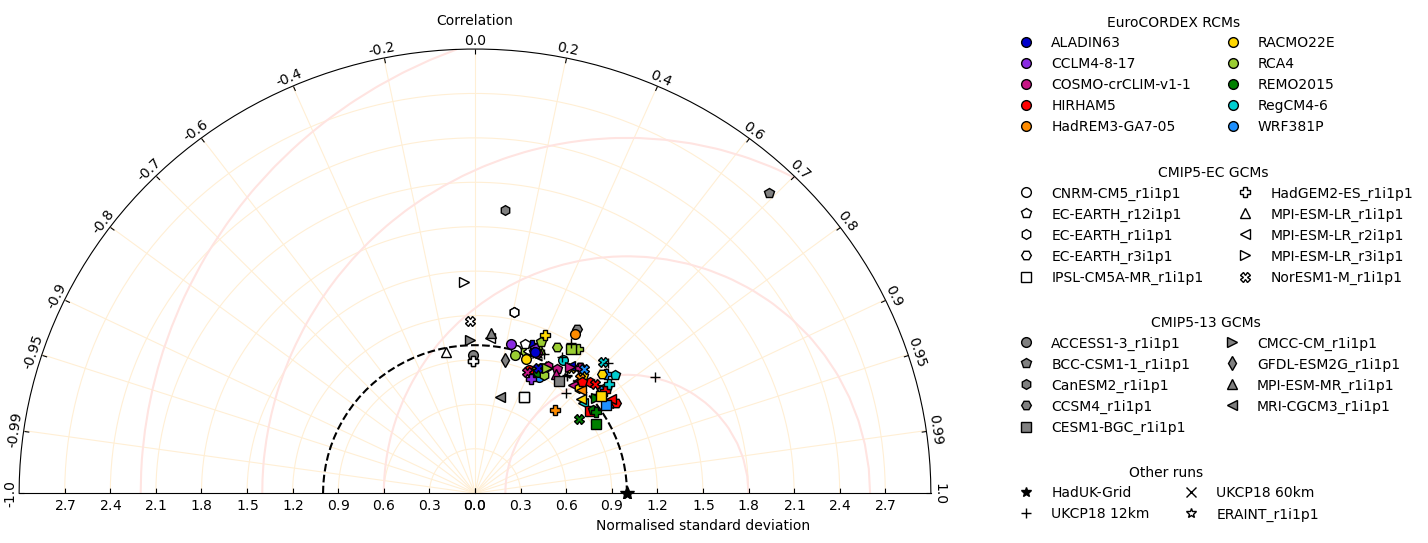 Correlation
-1.0
-0.99
-0.95
-0.9
-0.8
-0.7
-0.6
-0.4
-0.2
0.0
0.2
0.4
0.6
0.7
0.8
0.9
0.95
0.99
1.0
2.7 2.4 2.1 1.8 1.5 1.2 0.9 0.6 0.3 0.0 0.3 0.6 0.9 1.2 1.5 1.8 2.1 2.4 2.7
Normalised standard deviation
EuroCORDEX RCMs
ALADIN63 RACMO22E
CCLM4-8-17 RCA4
COSMO-crCLIM-v1-1 REMO2015
HIRHAM5 RegCM4-6
HadREM3-GA7-05 WRF381P
CMIP5-EC GCMs
CNRM-CM5_r1i1p1 HadGEM2-ES_r1i1p1
EC-EARTH_r12i1p1 MPI-ESM-LR_r1i1p1
EC-EARTH_r1i1p1 MPI-ESM-LR_r2i1p1
EC-EARTH_r3i1p1 MPI-ESM-LR_r3i1p1
IPSL-CM5A-MR_r1i1p1 NorESM1-M_r1i1p1
CMIP5-13 GCMs
ACCESS1-3_r1i1p1 CMCC-CM_r1i1p1
BCC-CSM1-1_r1i1p1 GFDL-ESM2G_r1i1p1
CanESM2_r1i1p1 MPI-ESM-MR_r1i1p1
CCSM4_r1i1p1 MRI-CGCM3_r1i1p1
CESM1-BGC_r1i1p1
Other runs
HadUK-Grid UKCP18 60km
UKCP18 12km ERAINT_r1i1p1